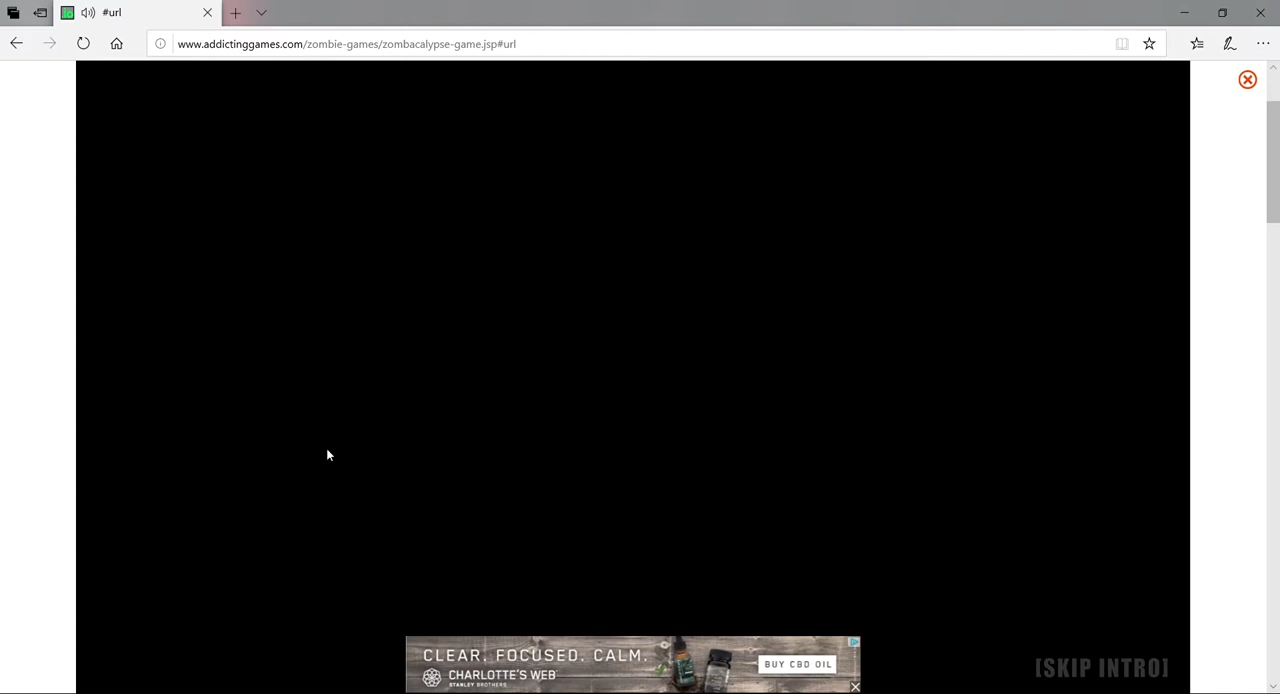 #url
www.addictinggames.com/zombie-games/zombacalypse-game.jsp#url
CLEAR. FOCUSED. CALM.
CHARLOTTE'S WEB
STANLEY BROTHERS
BUY CBD OIL
[SKIP INTRO]